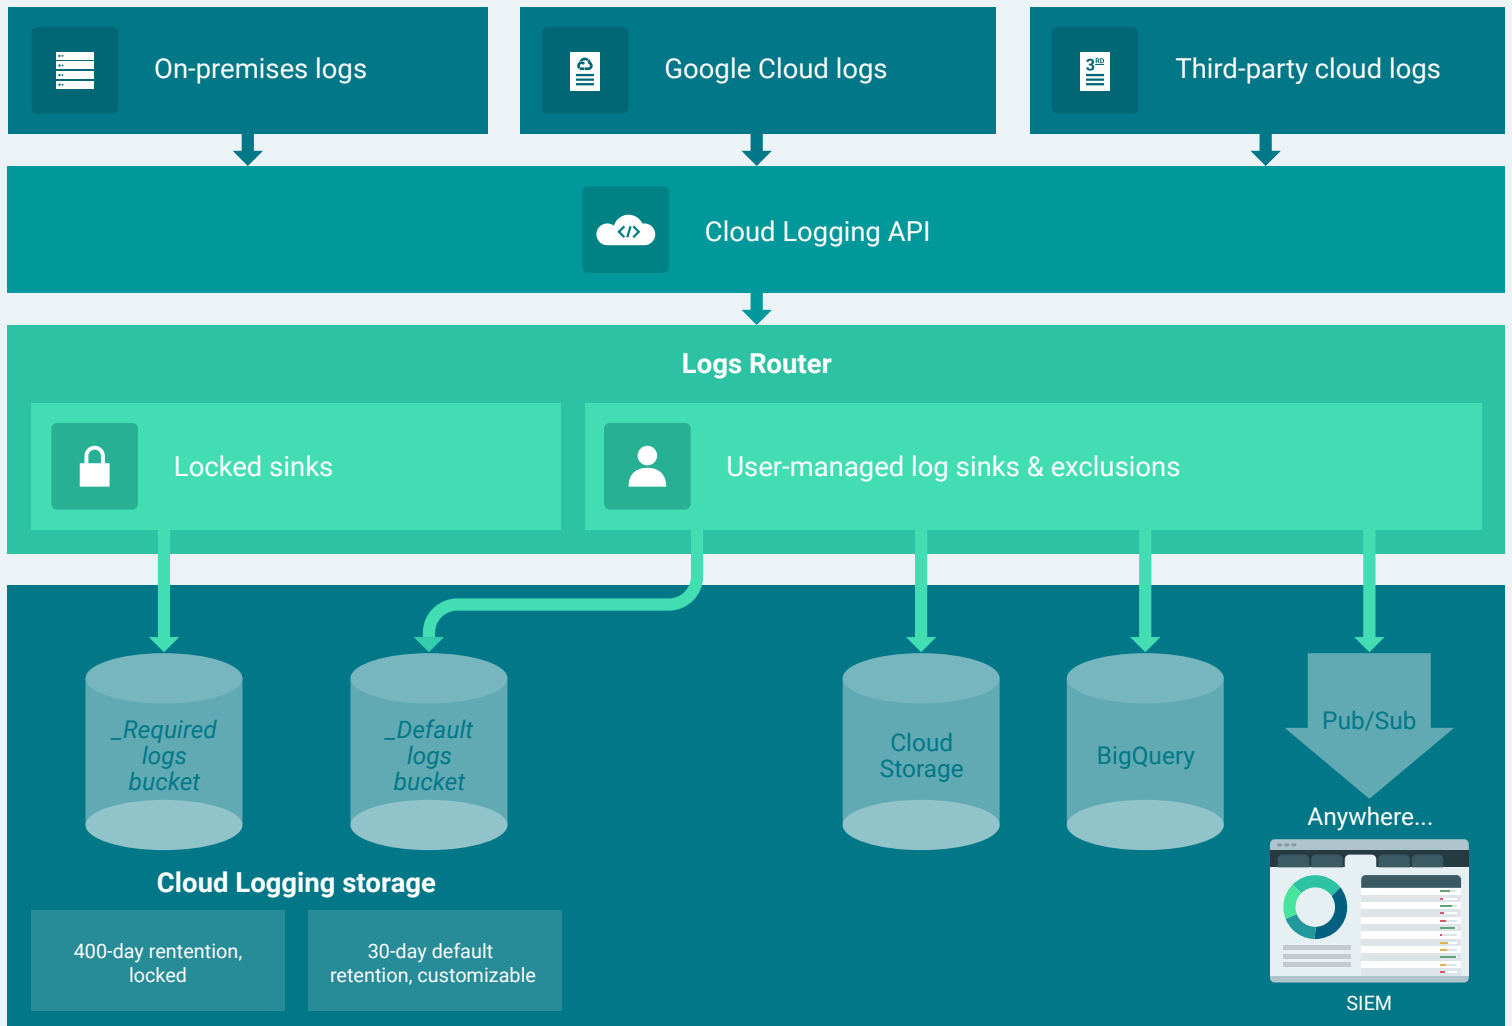 On-premises logs
Google Cloud logs
3RD
Third-party cloud logs
</>
Cloud Logging API
Logs Router
Locked sinks
User-managed log sinks & exclusions
_Required
logs
bucket
_Default
logs
bucket
Cloud
Storage
BigQuery
Pub/Sub
Anywhere...
Cloud Logging storage
400-day rentention,
locked
30-day default
retention, customizable
SIEM